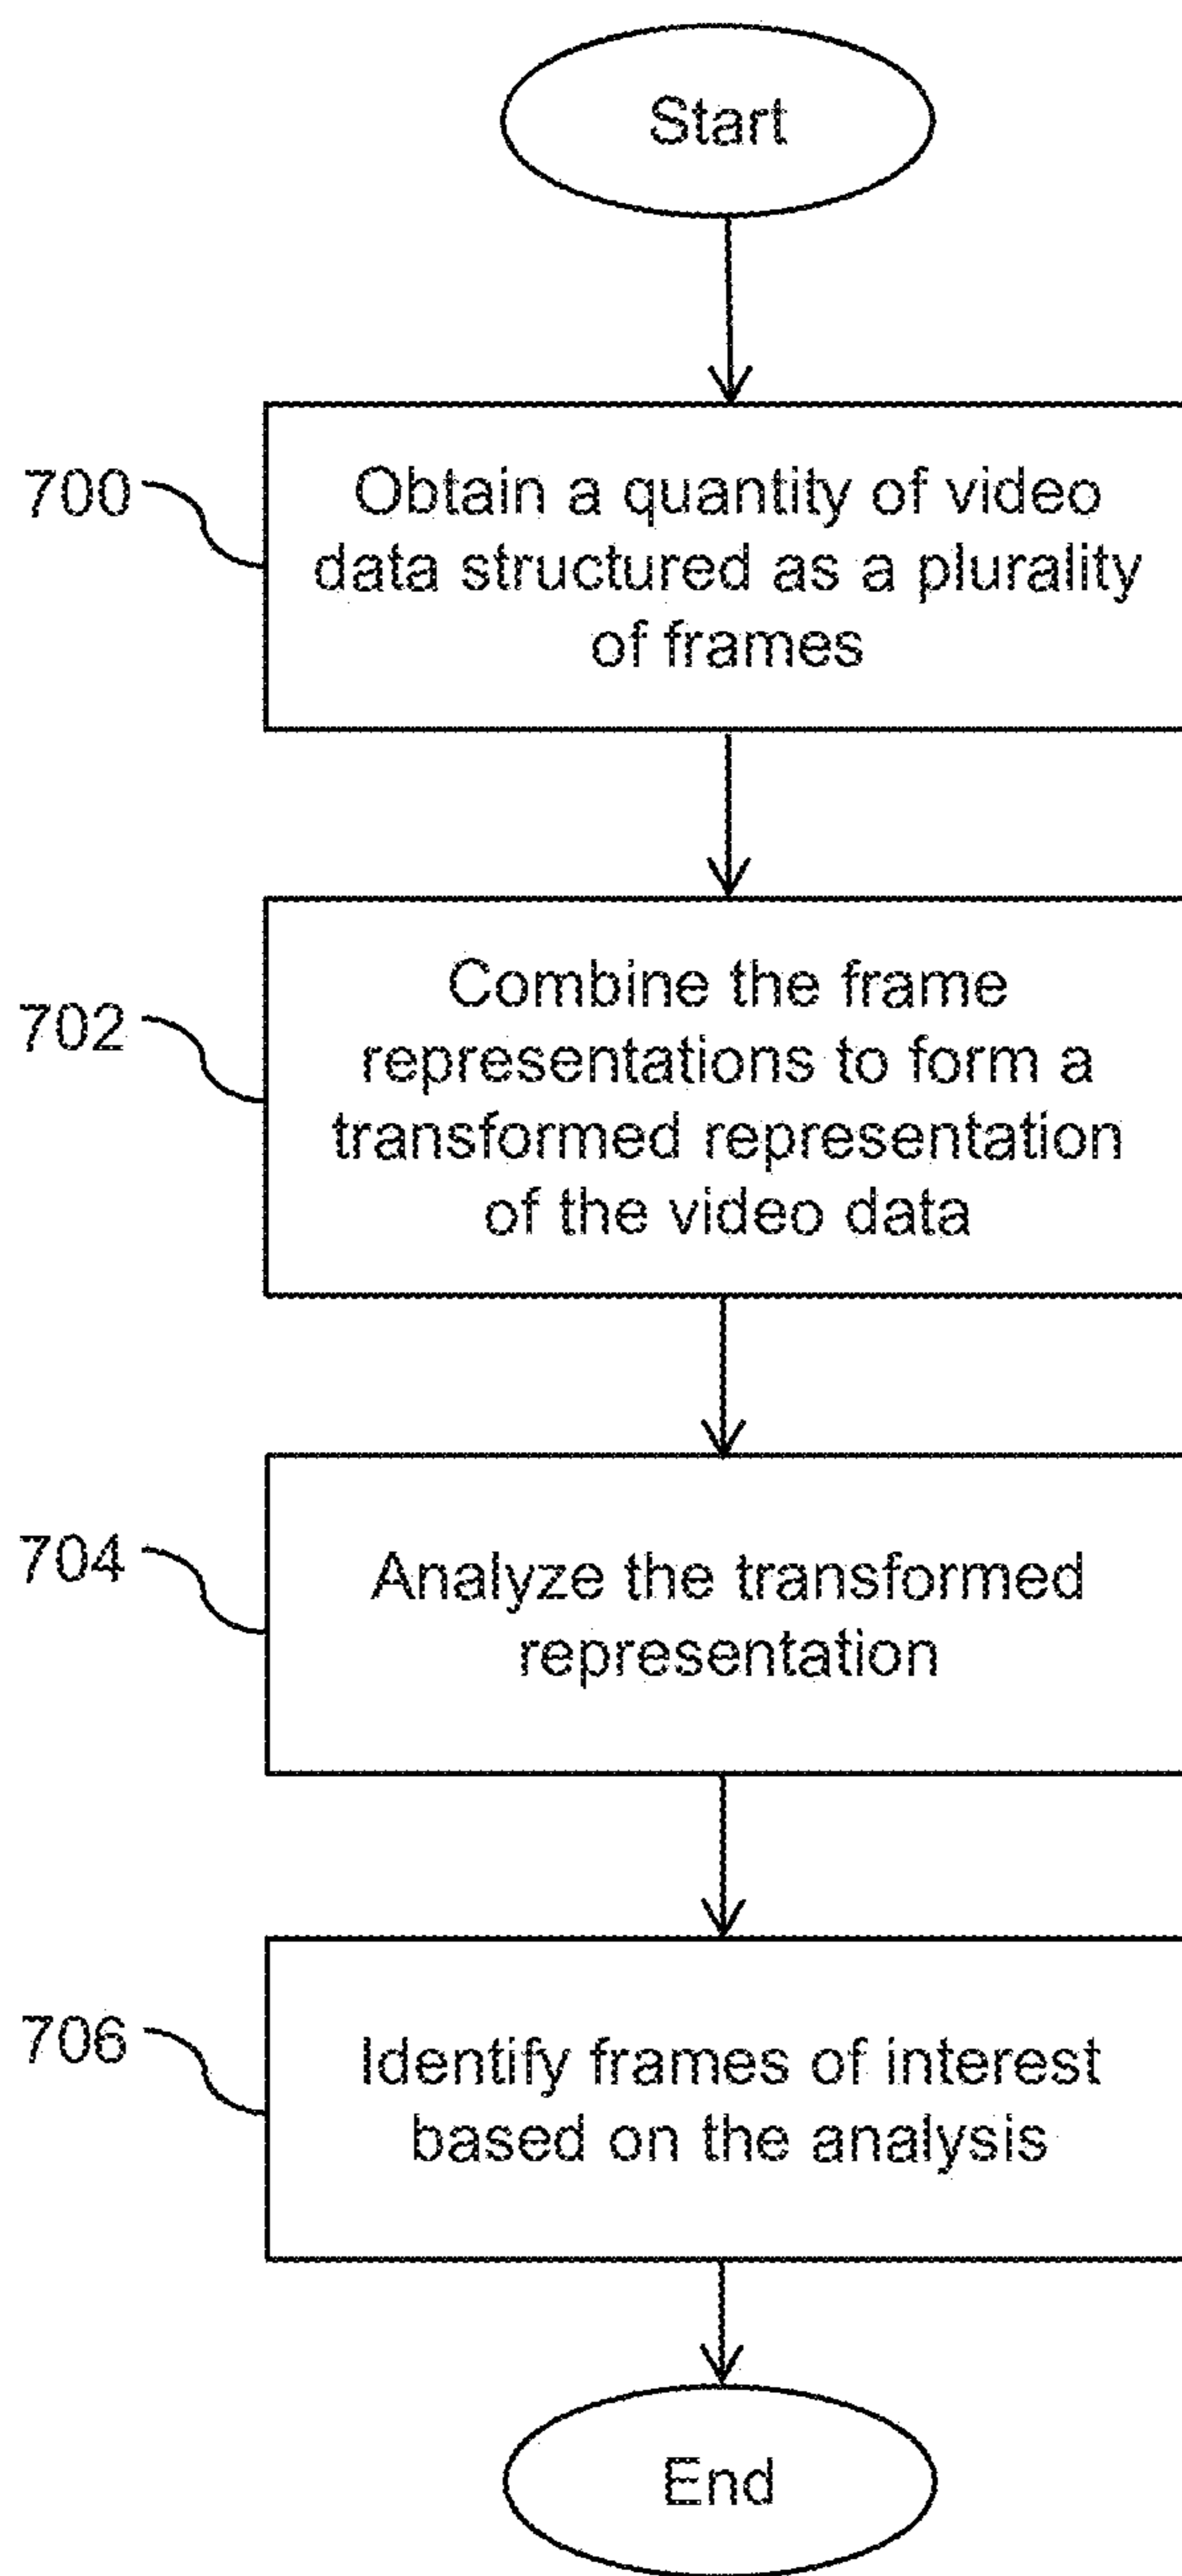 Start
700
Obtain a quantity of video
data structured as a plurality
of frames
702
Combine the frame
representations to form a
transformed representation
of the video data
704
Analyze the transformed
representation
706
Identify frames of interest
based on the analysis
End